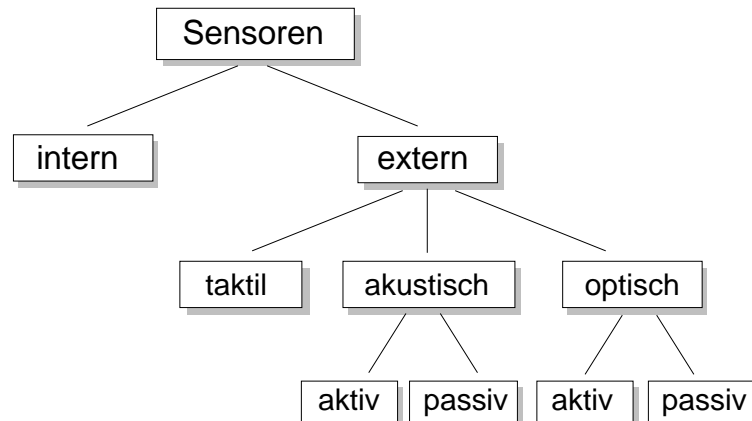 Sensoren
intern extern
taktil akustisch optisch
aktiv passiv aktiv passiv